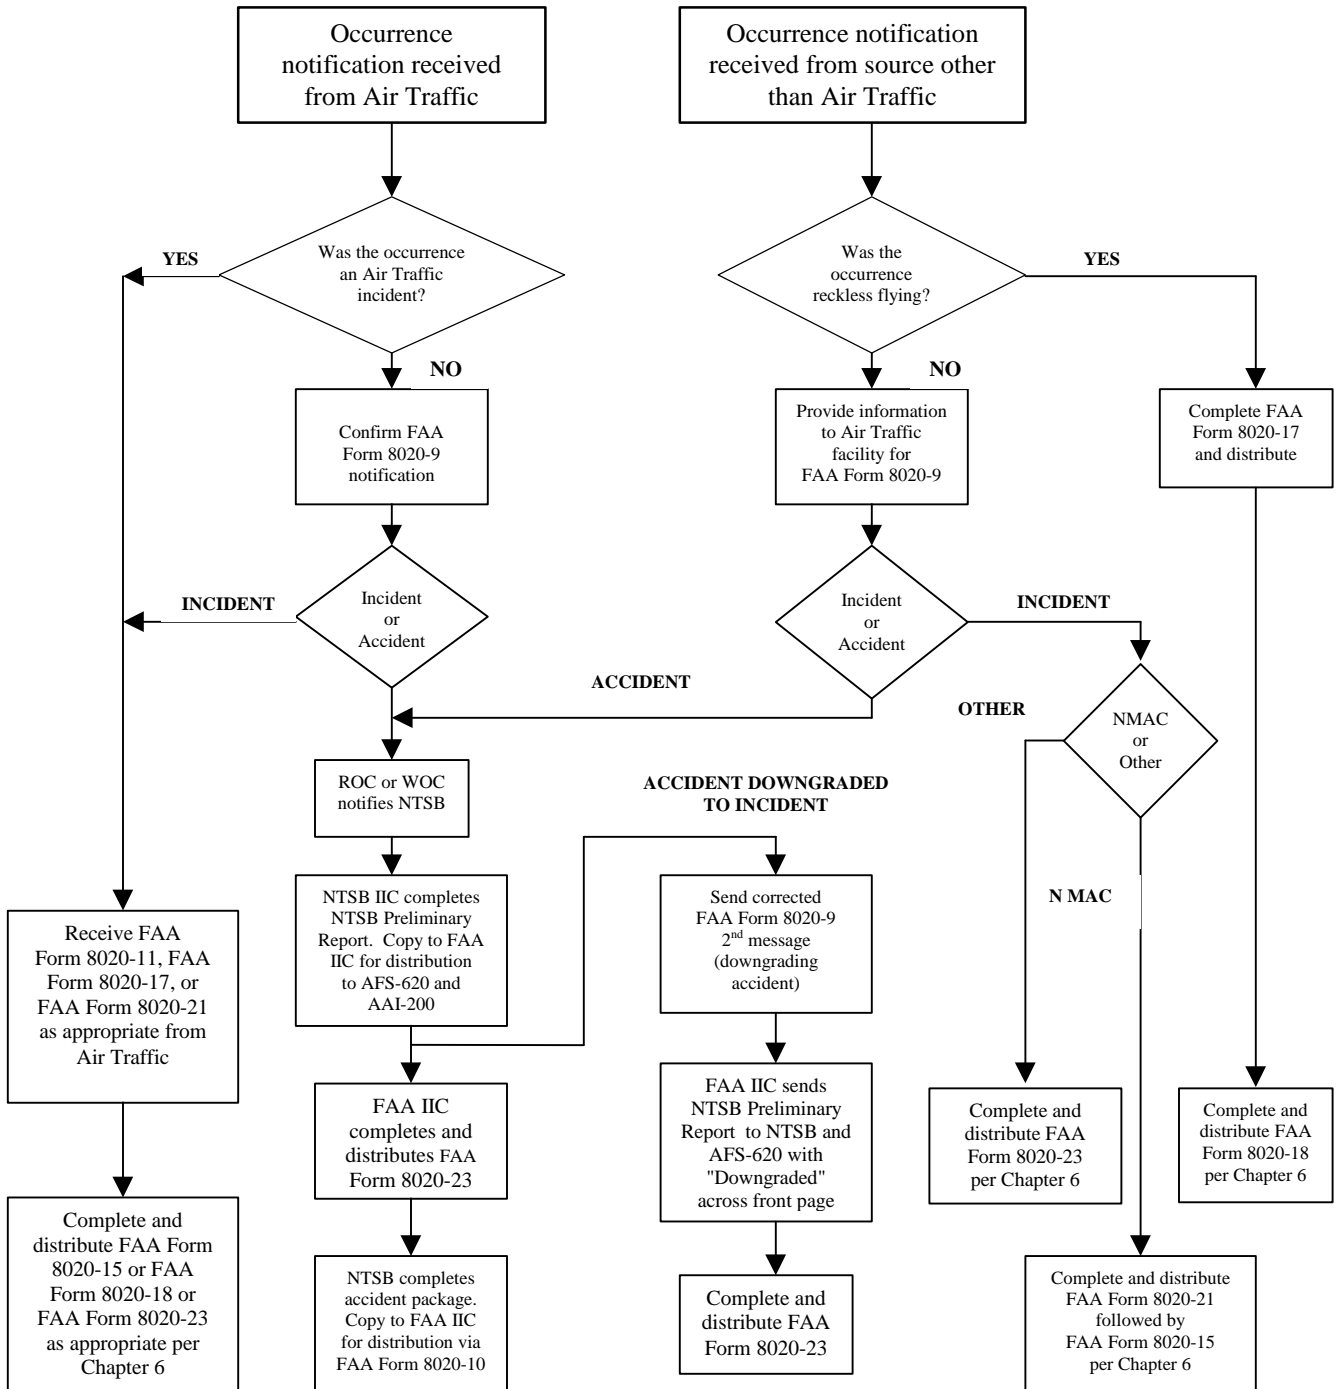 Occurrence
notification received
from Air Traffic
Occurrence notification
received from source other
than Air Traffic
Was the occurrence
an Air Traffic
incident?
YES
NO
Was the
occurrence
reckless flying?
YES
NO
Confirm FAA
Form 8020-9
notification
Provide information
to Air Traffic
facility for
FAA Form 8020-9
Complete FAA
Form 8020-17
and distribute
Incident
or
Accident
INCIDENT
Incident
or
Accident
INCIDENT
ACCIDENT
OTHER
NMAC
or
Other
N MAC
ROC or WOC
notifies NTSB
ACCIDENT DOWNGRADED
TO INCIDENT
Receive FAA
Form 8020-11, FAA
Form 8020-17, or
FAA Form 8020-21
as appropriate from
Air Traffic
NTSB IIC completes
NTSB Preliminary
Report. Copy to FAA
IIC for distribution
to AFS-620 and
AAI-200
Send corrected
FAA Form 8020-9
2nd message
(downgrading
accident)
FAA IIC
completes and
distributes FAA
Form 8020-23
FAA IIC sends
NTSB Preliminary
Report to NTSB and
AFS-620 with
"Downgraded"
across front page
Complete and
distribute FAA
Form 8020-23
per Chapter 6
Complete and
distribute FAA
Form 8020-18
per Chapter 6
Complete and
distribute FAA Form
8020-15 or FAA
Form 8020-18 or
FAA Form 8020-23
as appropriate per
Chapter 6
NTSB completes
accident package.
Copy to FAA IIC
for distribution via
FAA Form 8020-10
Complete and
distribute FAA
Form 8020-23
Complete and distribute
FAA Form 8020-21
followed by
FAA Form 8020-15
per Chapter 6